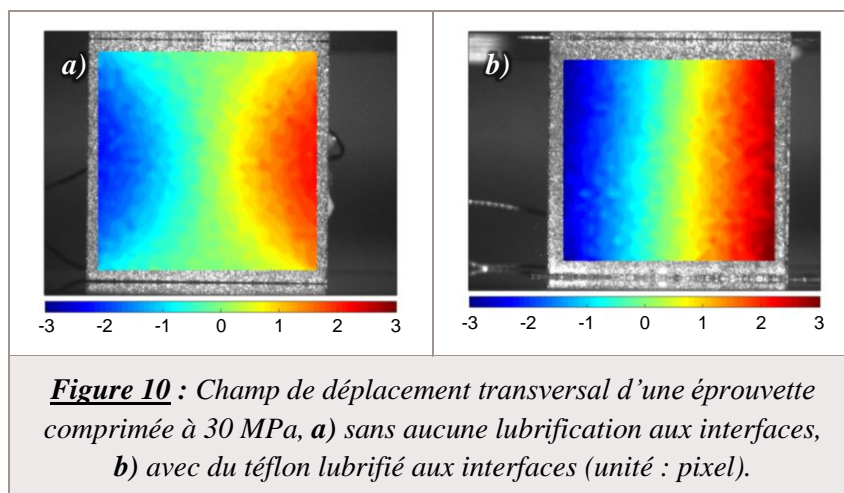 a)
-3 -2 -1 0 1 2 3
b)
-3 -2 -1 0 1 2 3
Figure 10 : Champ de déplacement transversal d’une éprouvette
comprimée à 30 MPa, a) sans aucune lubrification aux interfaces,
b) avec du téflon lubrifié aux interfaces (unité : pixel).